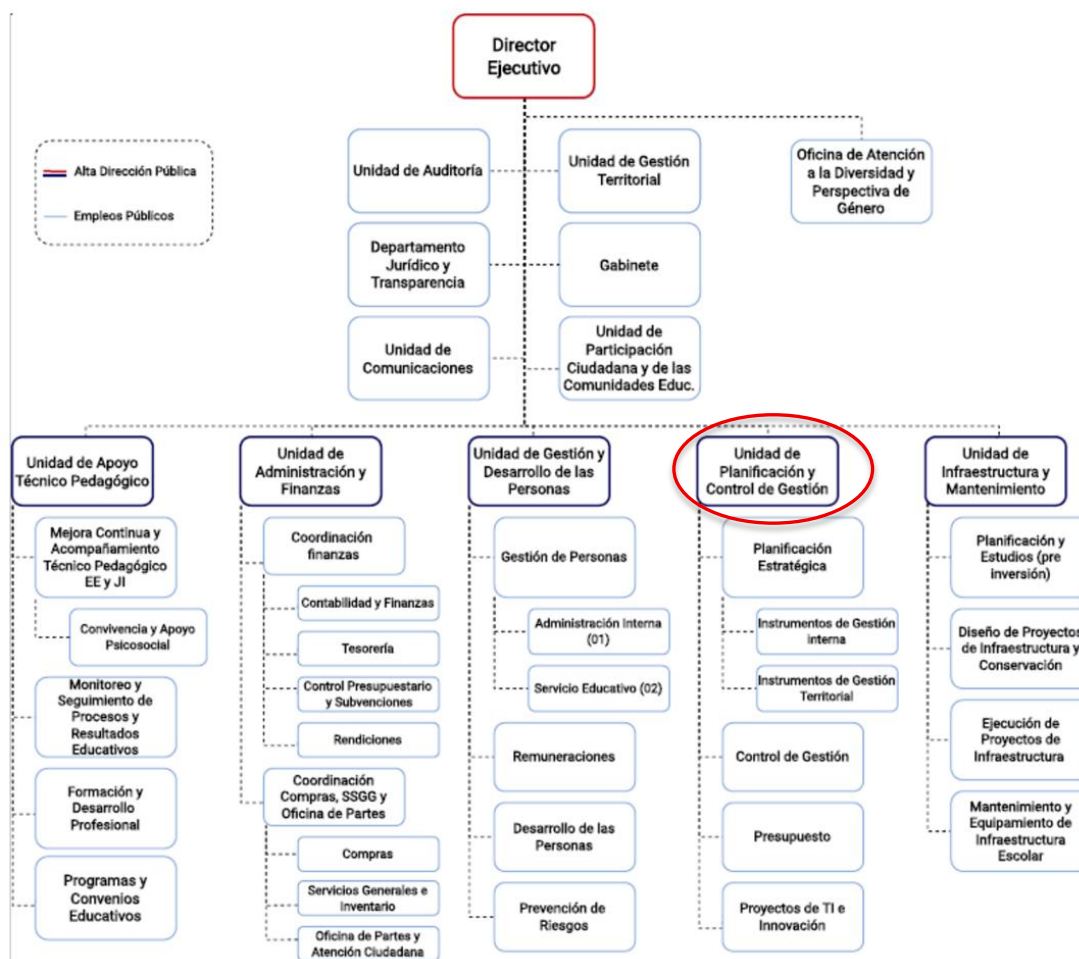 Director
Ejecutivo
Alta Dirección Pública
Empleos Públicos
Unidad de Auditoría
Unidad de Gestión
Territorial
Oficina de Atención
a la Diversidad y
Perspectiva de
Género
Departamento
Jurídico y
Transparencia
Gabinete
Unidad de
Comunicaciones
Unidad de
Participación
Ciudadana y de las
Comunidades Educ.
Unidad de Apoyo
Técnico Pedagógico
Mejora Continua y
Acompañamiento
Técnico Pedagógico
EE y JI
Convivencia y Apoyo
Psicosocial
Monitoreo y
Seguimiento de
Procesos y
Resultados Educativos
Formación y
Desarrollo
Profesional
Programas y
Convenios
Educativos
Unidad de
Administración y
Finanzas
Coordinación
finanzas
Contabilidad y Finanzas
Tesorería
Control Presupuestario
y Subvenciones
Rendiciones
Coordinación
Compras, SSGG y
Oficina de Partes
Compras
Servicios Generales e
Inventario
Oficina de Partes y
Atención Ciudadana
Unidad de Gestión y
Desarrollo de las
Personas
Gestión de Personas
Administración Interna
(01)
Servicio Educativo (02)
Remuneraciones
Desarrollo de las
Personas
Prevención de
Riesgos
Unidad de
Planificación y
Control de Gestión
Planificación
Estratégica
Instrumentos de Gestión
interna
Instrumentos de Gestión
Territorial
Control de Gestión
Presupuesto
Proyectos de TI e
Innovación
Unidad de
Infraestructura y
Mantenimiento
Planificación y
Estudios (pre
inversión)
Diseño de Proyectos
de Infraestructura y
Conservación
Ejecución de
Proyectos de
Infraestructura
Mantenimiento y
Equipamiento de
Infraestructura
Escolar